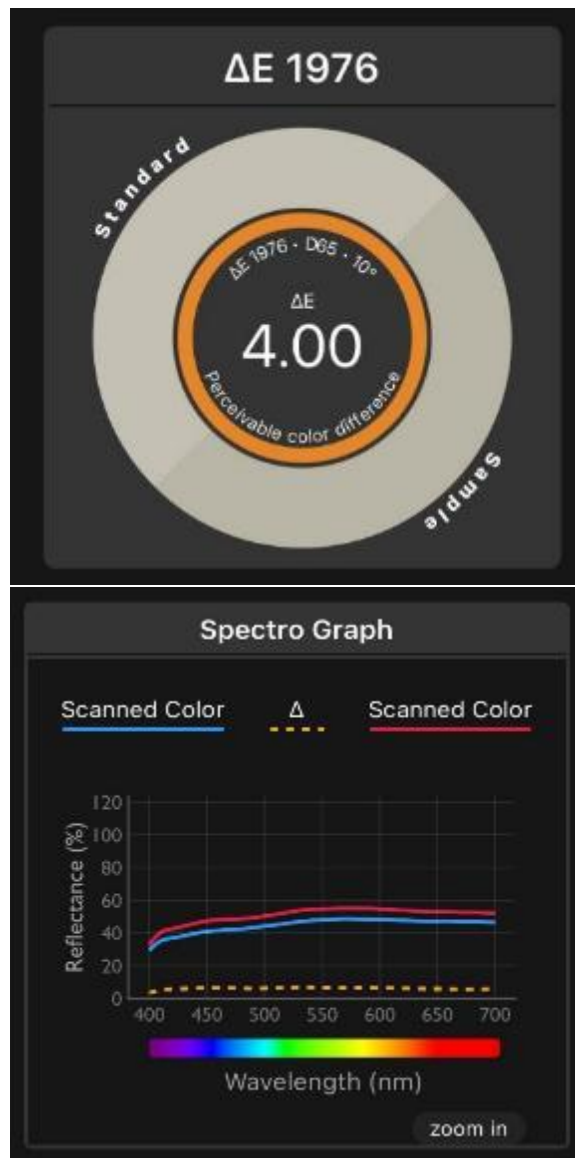 ΔE 1976
Standard
ΔE 1976 · D65 · 10°
ΔE
4.00
Perceivable color difference
Sample
Spectro Graph
Scanned Color Δ Scanned Color
Reflectance (%)
120
100
80
60
40
20
0
400 450 500 550 600 650 700
Wavelength (nm)
zoom in